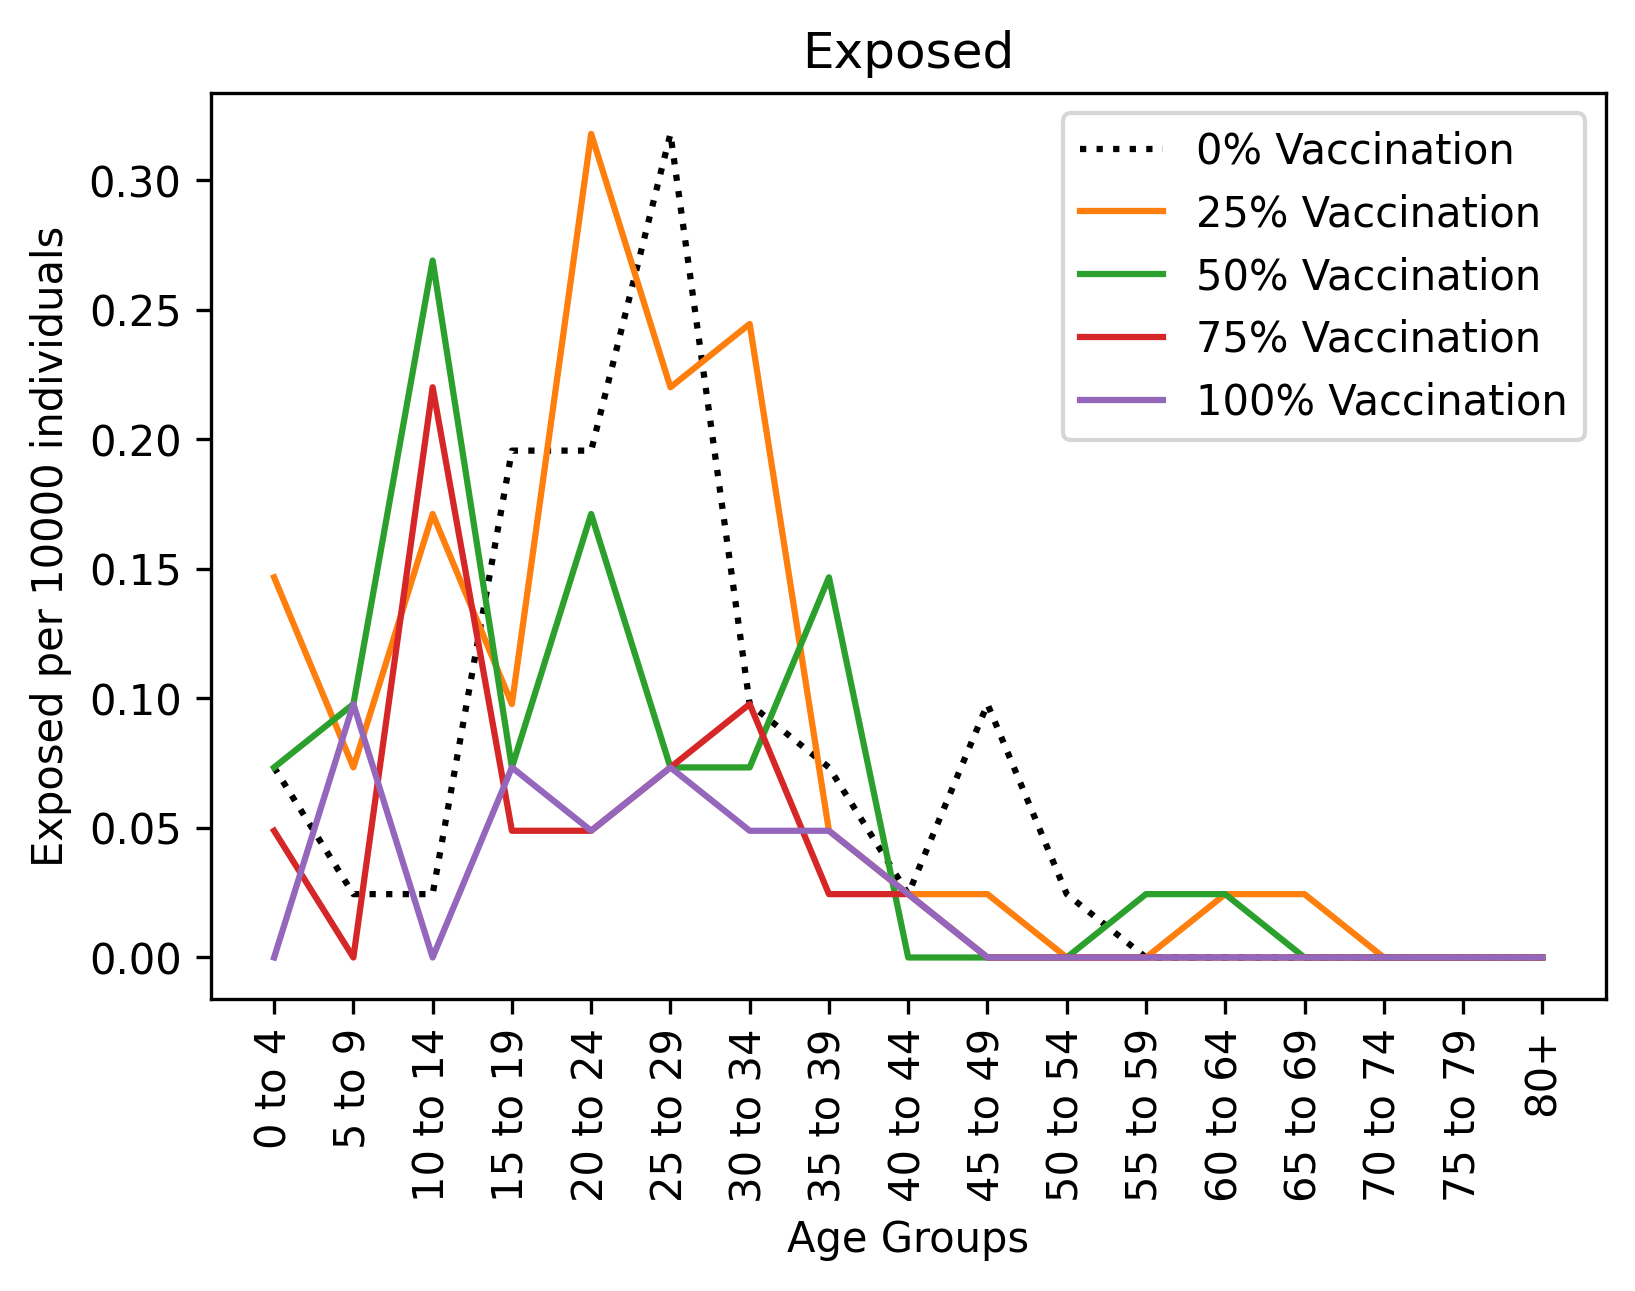 Exposed
Exposed per 10000 individuals
0.30
0.25
0.20
0.15
0.10
0.05
0.00
0% Vaccination
25% Vaccination
50% Vaccination
75% Vaccination
100% Vaccination
0 to 4
5 to 9
10 to 14
15 to 19
20 to 24
25 to 29
30 to 34
35 to 39
40 to 44
45 to 49
50 to 54
55 to 59
60 to 64
65 to 69
70 to 74
75 to 79
80+
Age Groups